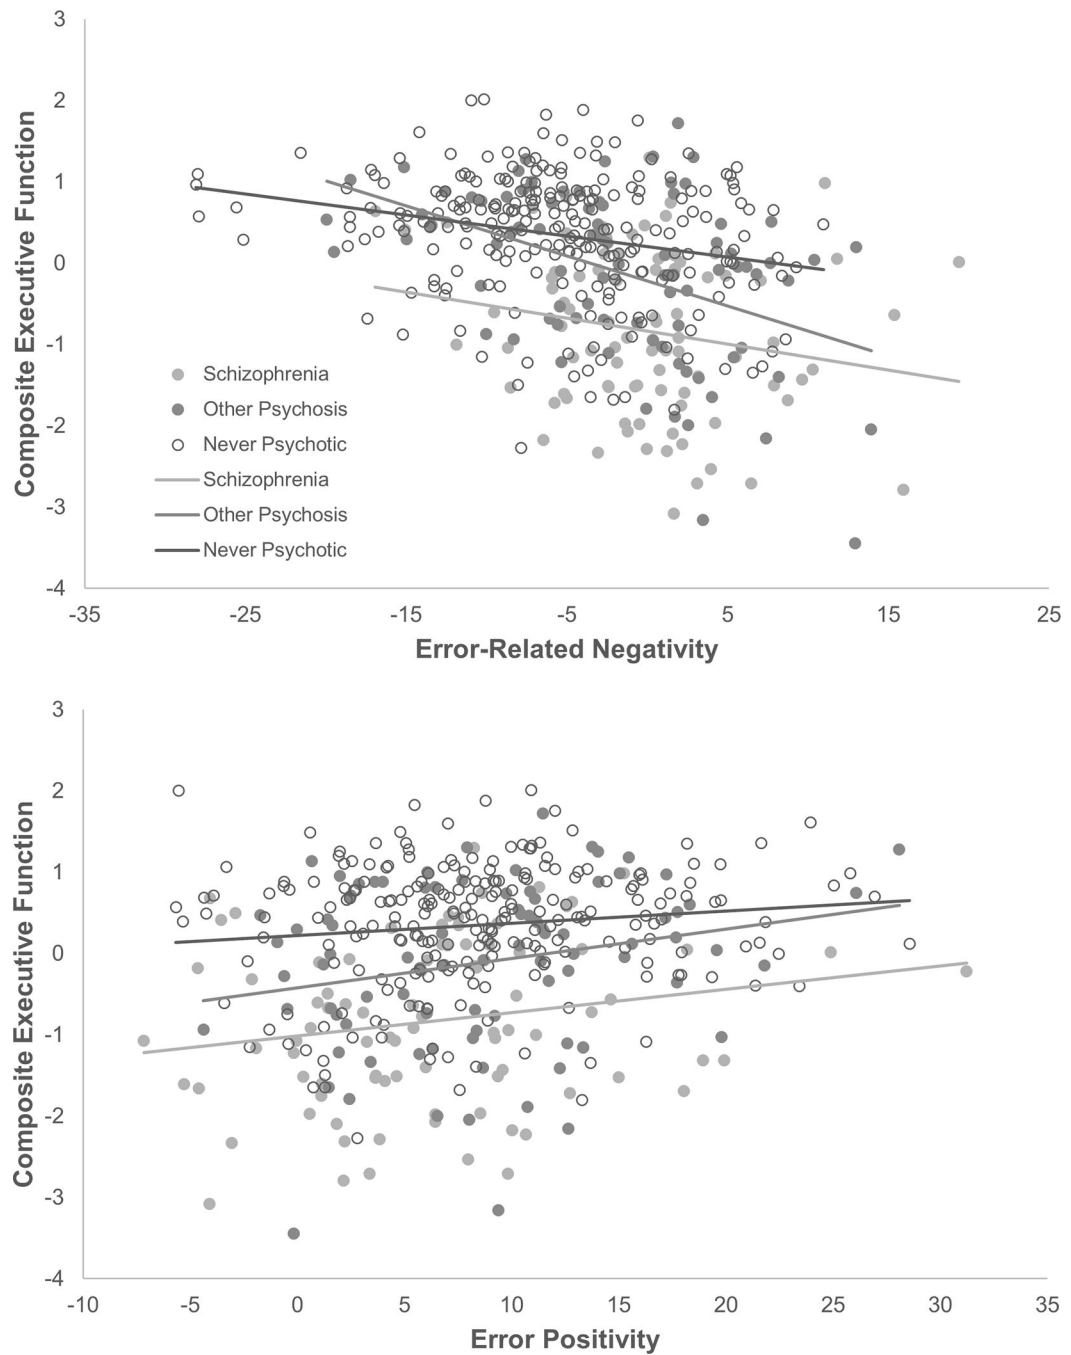 3
2
1
0
-1
-2
-3
-4
Composite Executive Function
Schizophrenia
Other Psychosis
Never Psychotic
Schizophrenia
Other Psychosis
Never Psychotic
-35 -25 -15 -5 5 15 25
Error-Related Negativity
3
2
1
0
-1
-2
-3
-4
Composite Executive Function
-10 -5 0 5 10 15 20 25 30 35
Error Positivity